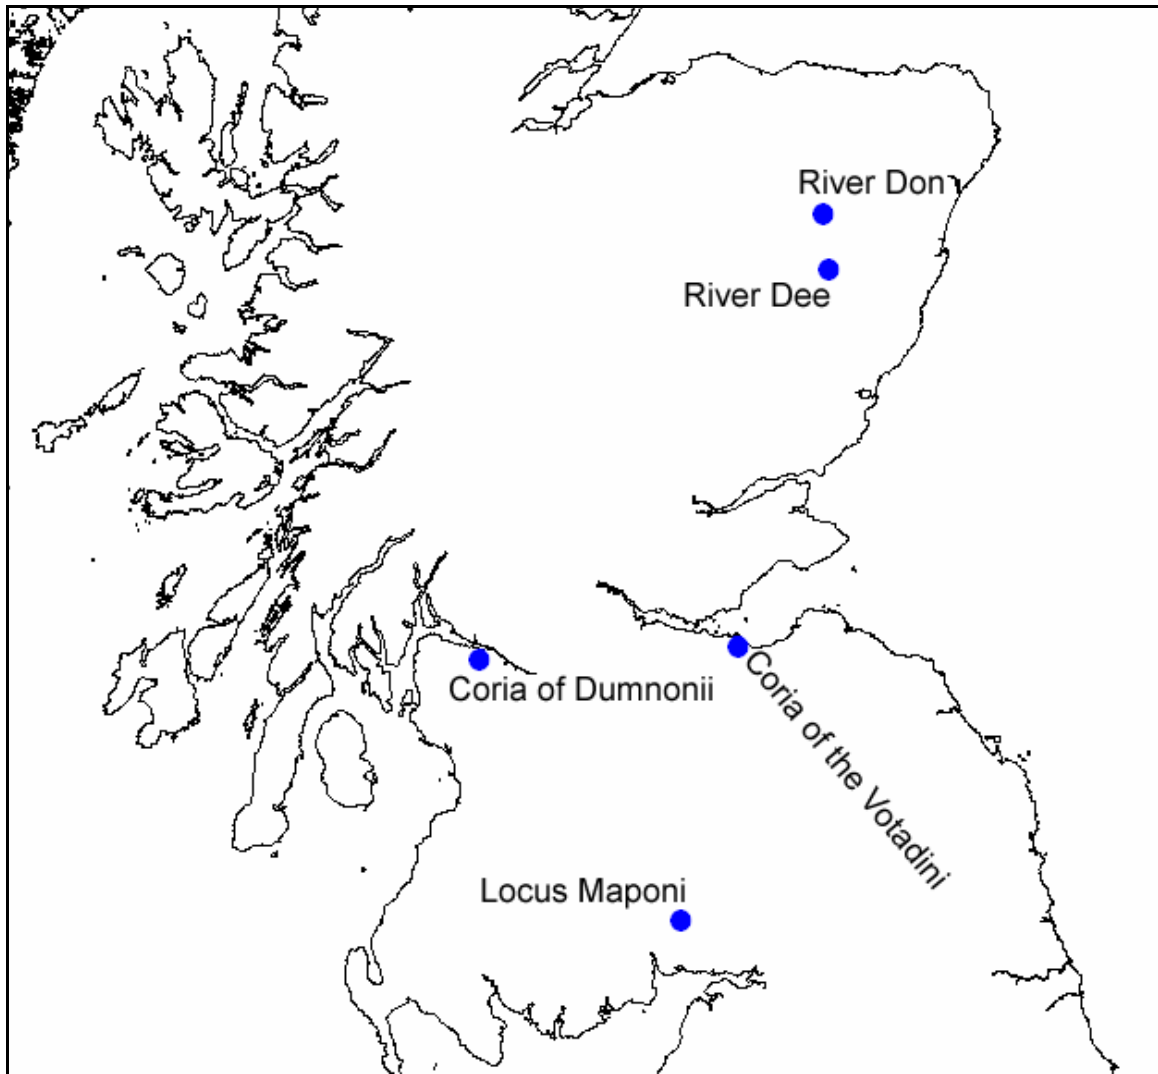 River Don
River Dee
Coria of Dumnonii
Coria of the Votadini
Locus Maponi